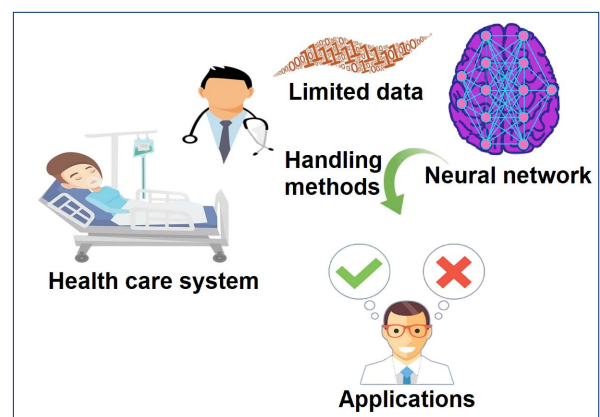 Limited data
Handling
methods
Neural network
Health care system
Applications